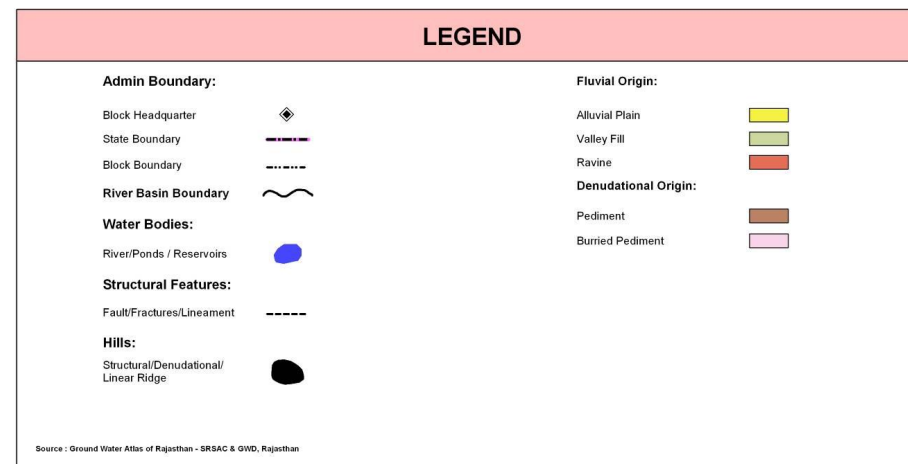 LEGEND
Admin Boundary:
Block Headquarter
State Boundary
Block Boundary
River Basin Boundary
Water Bodies:
River/Ponds / Reservoirs
Structural Features:
Fault/Fractures/Lineament
Hills:
Structural/Denudational/
Linear Ridge
Fluvial Origin:
Alluvial Plain
Valley Fill
Ravine
Denudational Origin:
Pediment
Burried Pediment
Source : Ground Water Atlas of Rajasthan - SRSAC & GWD, Rajasthan